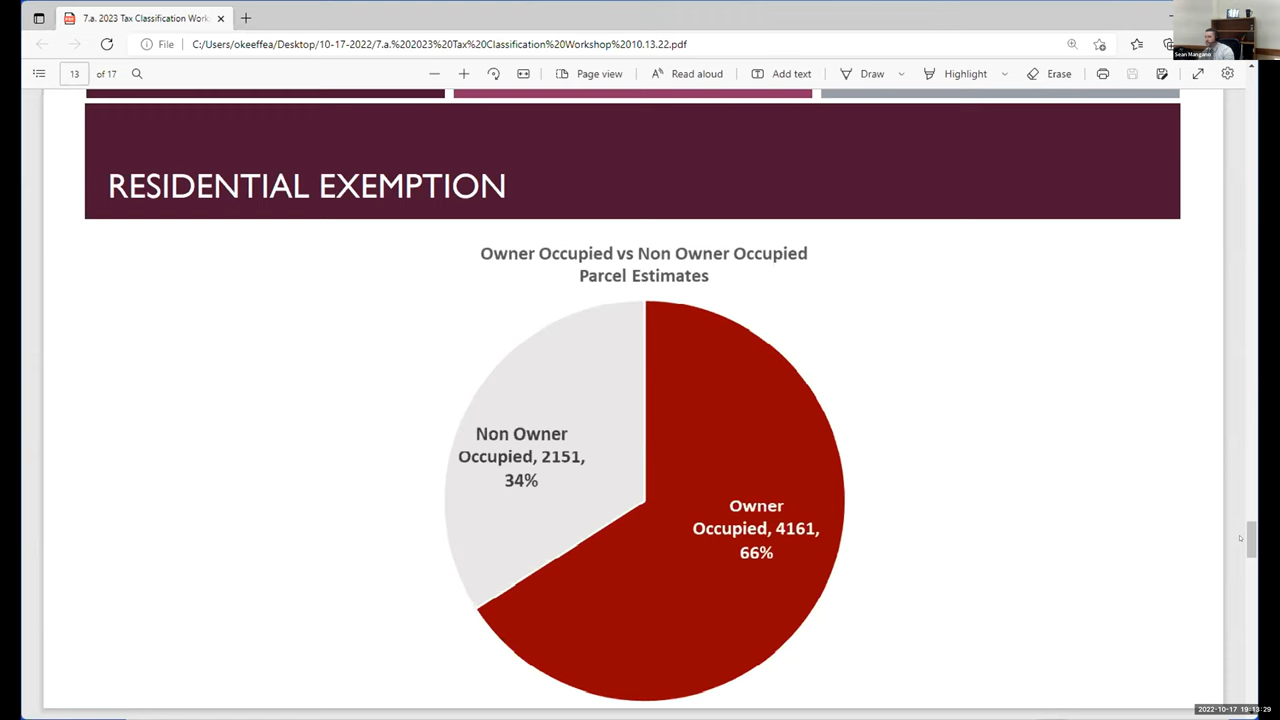 7.a. 2023 Tax Classification Work
File
C:/Users/okeeffea/Desktop/10-17-2022/7.a.%202023%20Tax%20Classification%20Workshop%2010.13.22.pdf
Sean Mangano
13 of 17
Page view
Read aloud
Add text
Draw
Highlight
Erase
RESIDENTIAL EXEMPTION
Owner Occupied vs Non Owner Occupied
Parcel Estimates
Non Owner
Occupied, 2151,
34%
Owner
Occupied, 4161,
66%
2022-10-17 19:13:29